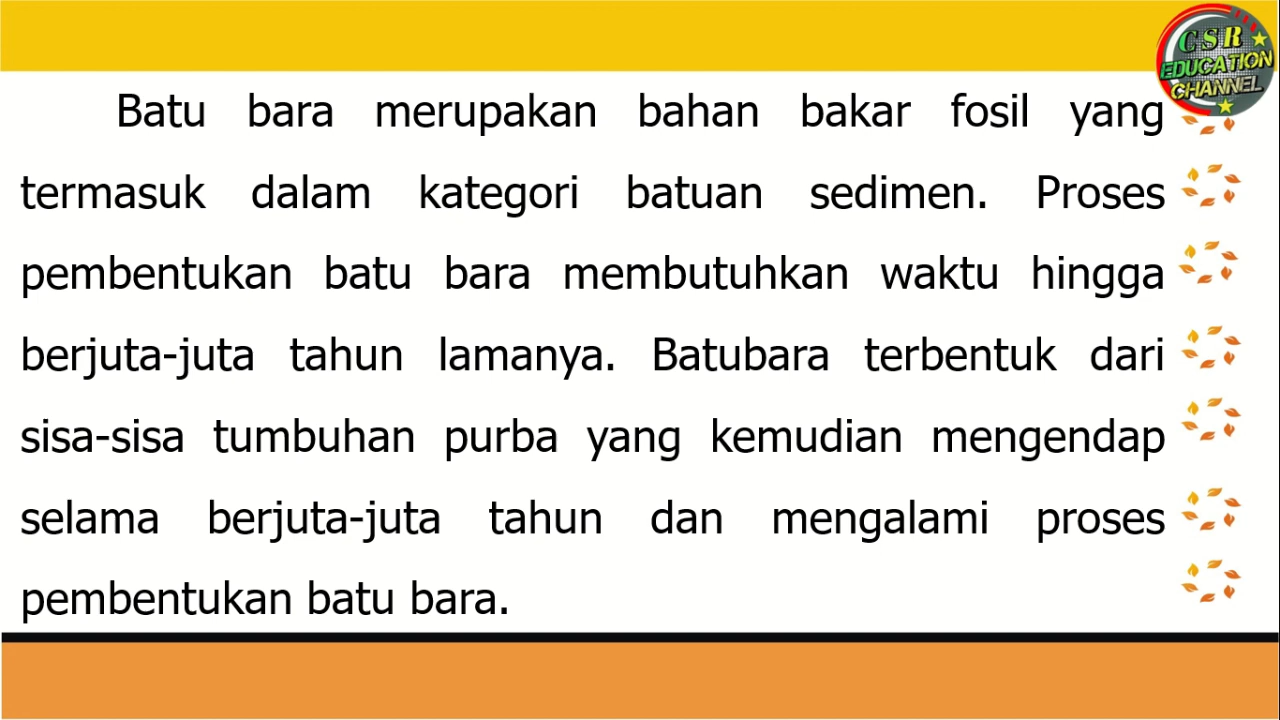 CSR
EDUCATION
CHANNEL
Batu bara merupakan bahan bakar fosil yang
termasuk dalam kategori batuan sedimen. Proses
pembentukan batu bara membutuhkan waktu hingga
berjuta-juta tahun lamanya. Batubara terbentuk dari
sisa-sisa tumbuhan purba yang kemudian mengendap
selama berjuta-juta tahun dan mengalami proses
pembentukan batu bara.